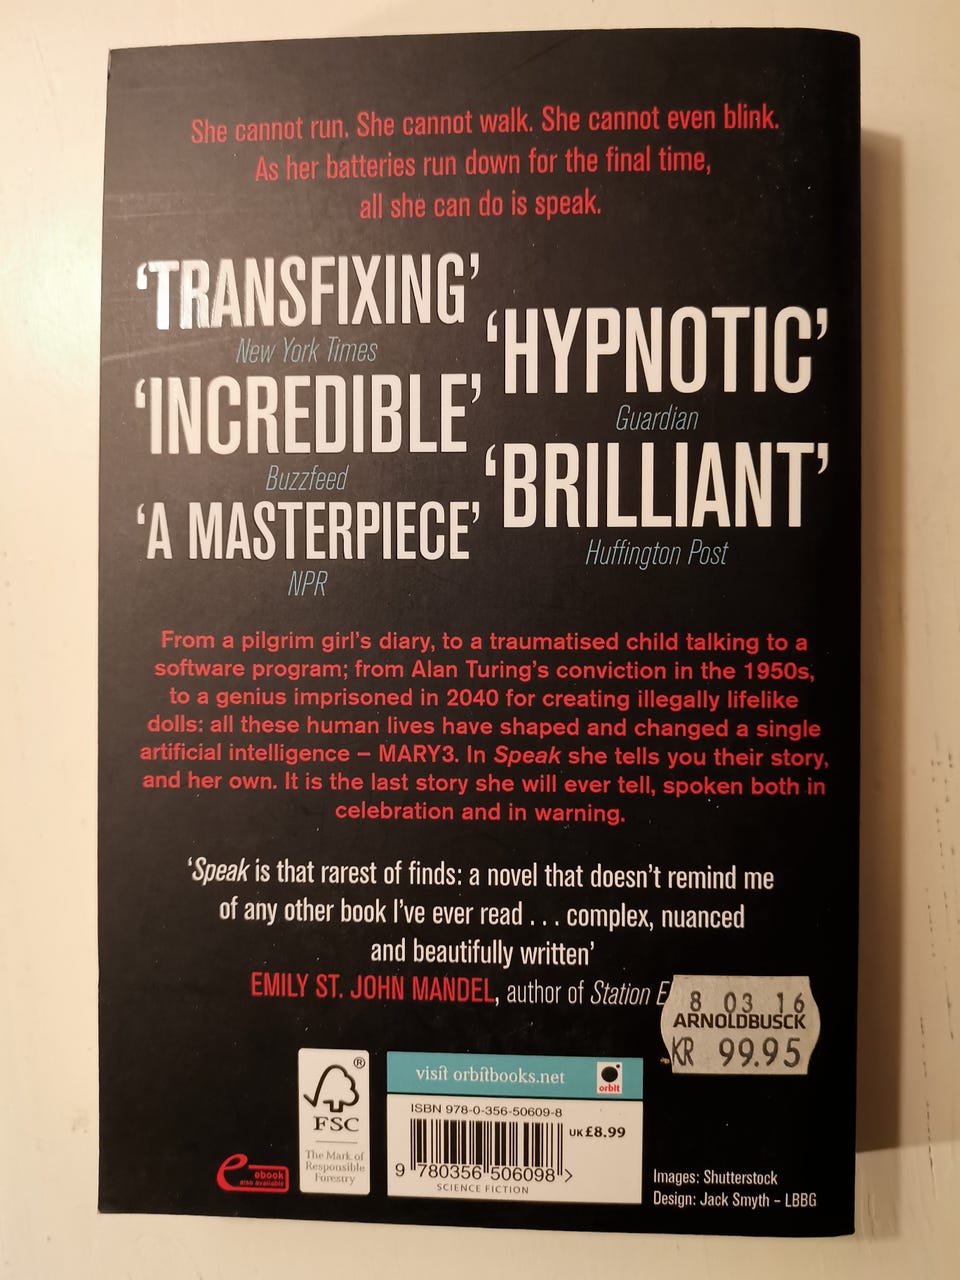 She cannot run. She cannot walk. She cannot even blink.
As her batteries run down for the final time,
all she can do is speak.
‘TRANSFIXING’
New York Times
‘HYPNOTIC’
Guardian
‘INCREDIBLE’
Buzzfeed
‘BRILLIANT’
Huffington Post
‘A MASTERPIECE’
NPR
From a pilgrim girl’s diary, to a traumatised child talking to a
software program; from Alan Turing’s conviction in the 1950s,
to a genius imprisoned in 2040 for creating illegally lifelike
dolls: all these human lives have shaped and changed a single
artificial intelligence – MARY3. In Speak she tells you their story,
and her own. It is the last story she will ever tell, spoken both in
celebration and in warning.
‘Speak is that rarest of finds: a novel that doesn’t remind me
of any other book I’ve ever read . . . complex, nuanced
and beautifully written’
EMILY ST. JOHN MANDEL, author of Station E
8 03 16
ARNOLDBUSCK
KR 99.95
FSC
®
The Mark of
Responsible
Forestry
visit orbitbooks.net
orbit
ISBN 978-0-356-50609-8
UK £8.99
9 780356 506098 >
SCIENCE FICTION
ebook
also available
Images: Shutterstock
Design: Jack Smyth – LBBG